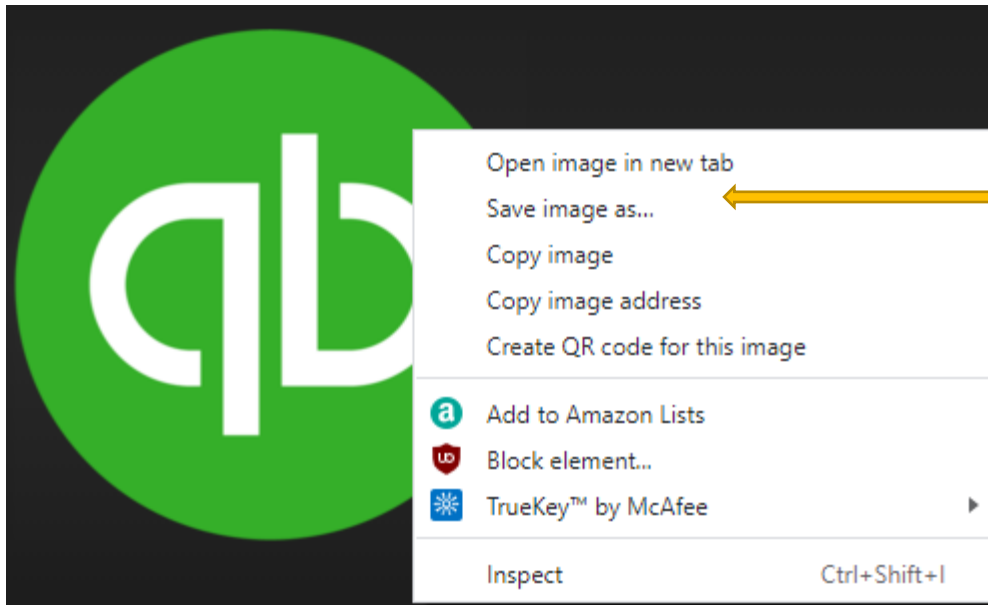 qb
Open image in new tab
Save image as...
Copy image
Copy image address
Create QR code for this image
a
Add to Amazon Lists
uo
Block element...
TrueKey™ by McAfee
Inspect Ctrl+Shift+I